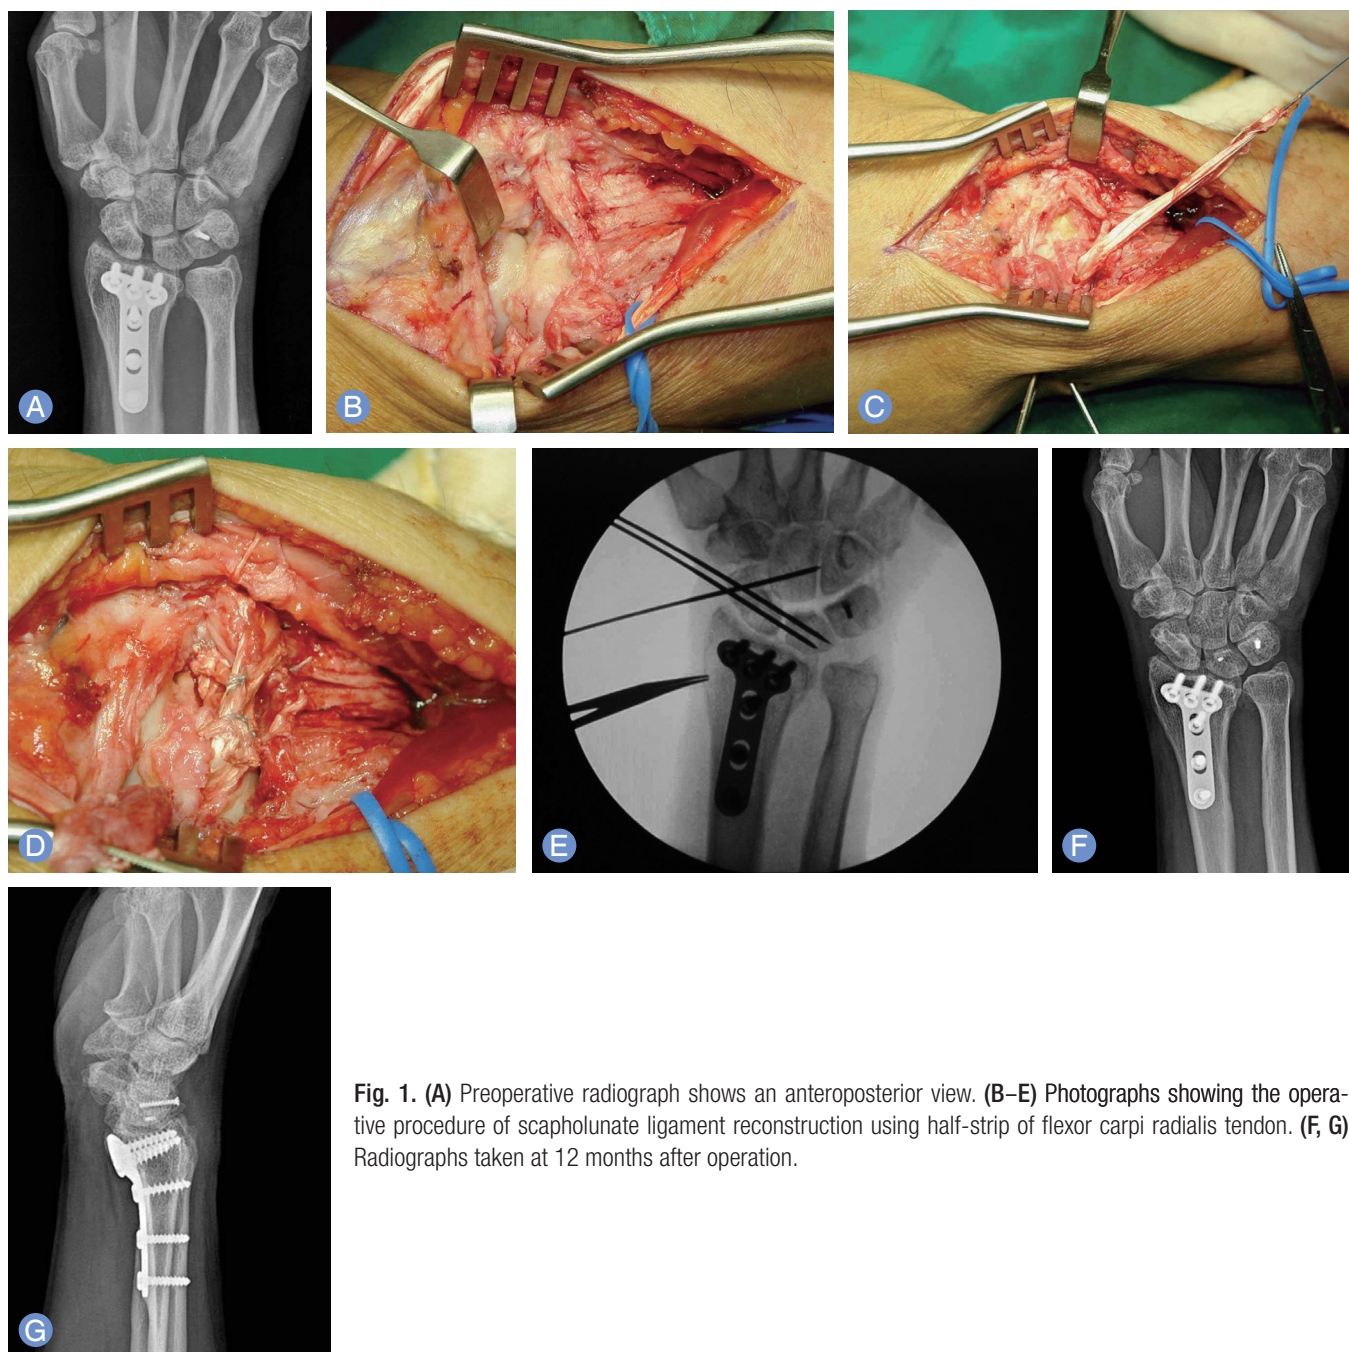 A
B
C
D
E
F
G
Fig. 1. (A) Preoperative radiograph shows an anteroposterior view. (B–E) Photographs showing the opera-
tive procedure of scapholunate ligament reconstruction using half-strip of flexor carpi radialis tendon. (F, G)
Radiographs taken at 12 months after operation.